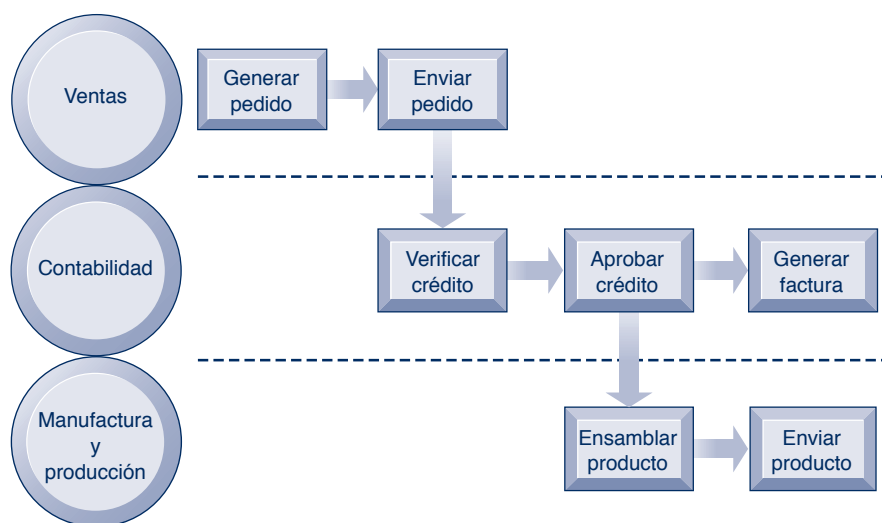 Ventas
Generar
pedido
Enviar
pedido
Contabilidad
Verificar
crédito
Aprobar
crédito
Generar
factura
Manufactura
y
producción
Ensamblar
producto
Enviar
producto